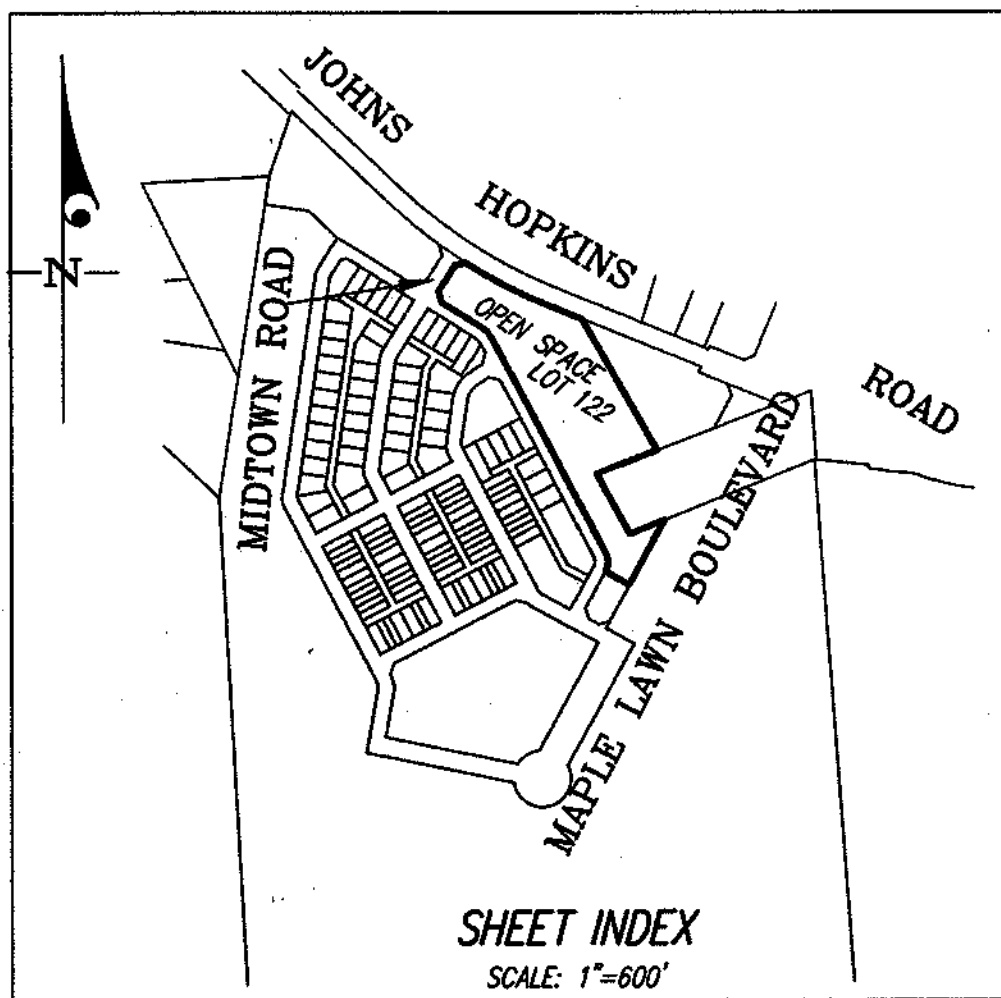 JOHNS
HOPKINS
ROAD
N
MIDTOWN ROAD
OPEN SPACE
LOT 122
MAPLE LAWN BOULEVARD
SHEET INDEX
SCALE: 1"=600'